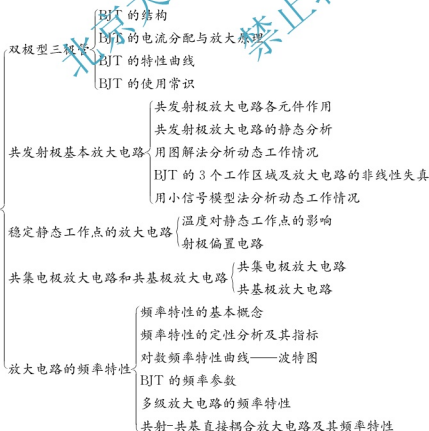 BJT 的结构
双极型三极管
BJT 的电流分配与放大原理
BJT 的特性曲线
BJT 的使用常识
共发射极放大电路各元件作用
共发射极放大电路的静态分析
共发射极基本放大电路
用图解法分析动态工作情况
BJT 的 3 个工作区域及放大电路的非线性失真
用小信号模型法分析动态工作情况
稳定静态工作点的放大电路
温度对静态工作点的影响
射极偏置电路
共集电极放大电路和共基极放大电路
共集电极放大电路
共基极放大电路
频率特性的基本概念
频率特性的定性分析及其指标
对数频率特性曲线——波特图
放大电路的频率特性
BJT 的频率参数
多级放大电路的频率特性
共射-共基直接耦合放大电路及其频率特性
北京大
禁止